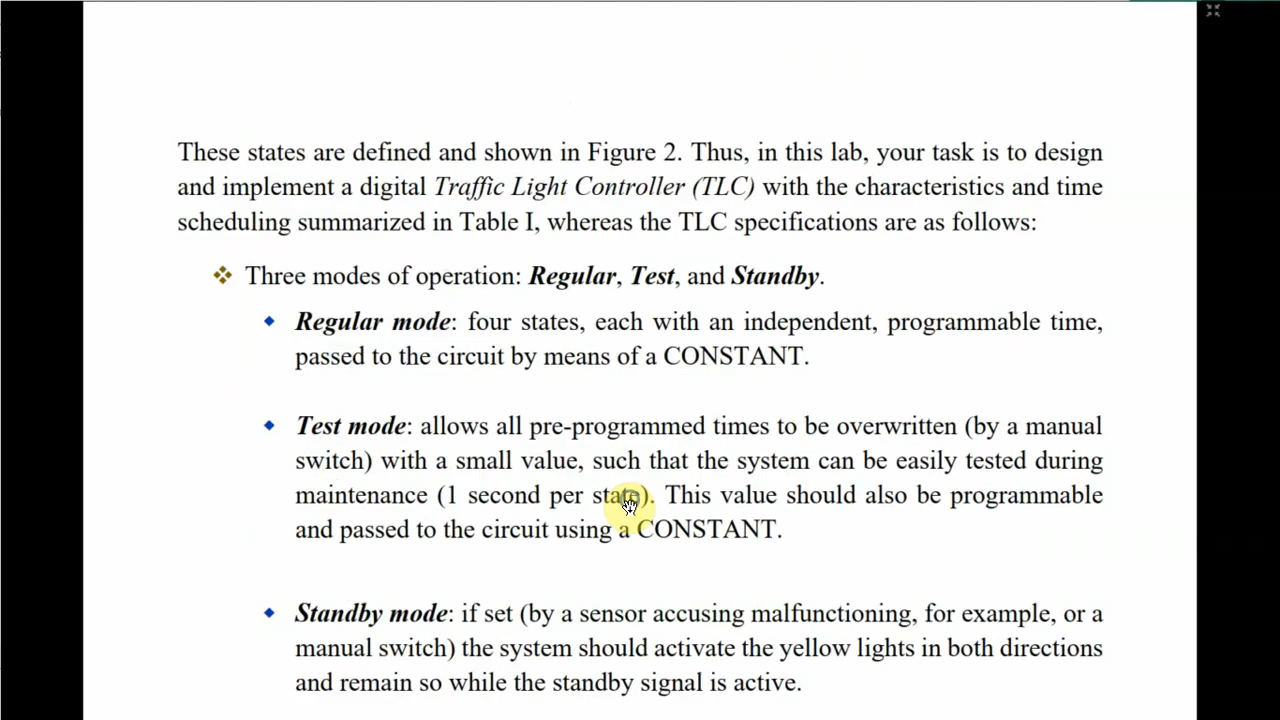 These states are defined and shown in Figure 2. Thus, in this lab, your task is to design
and implement a digital Traffic Light Controller (TLC) with the characteristics and time
scheduling summarized in Table I, whereas the TLC specifications are as follows:
Three modes of operation: Regular, Test, and Standby.
Regular mode: four states, each with an independent, programmable time,
passed to the circuit by means of a CONSTANT.
Test mode: allows all pre-programmed times to be overwritten (by a manual
switch) with a small value, such that the system can be easily tested during
maintenance (1 second per state). This value should also be programmable
and passed to the circuit using a CONSTANT.
Standby mode: if set (by a sensor accusing malfunctioning, for example, or a
manual switch) the system should activate the yellow lights in both directions
and remain so while the standby signal is active.